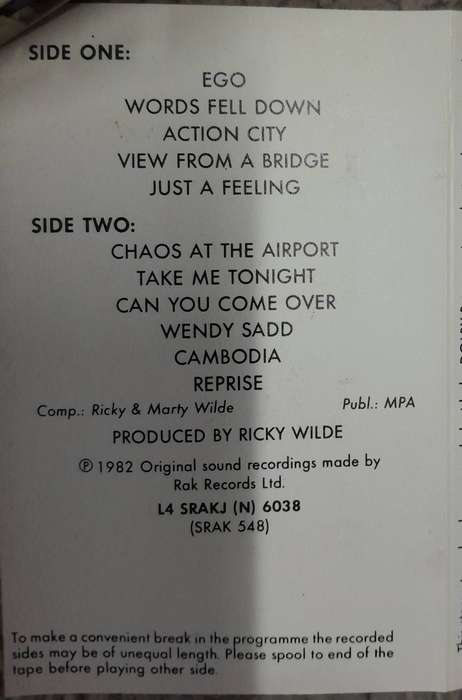 SIDE ONE:
EGO
WORDS FELL DOWN
ACTION CITY
VIEW FROM A BRIDGE
JUST A FEELING
SIDE TWO:
CHAOS AT THE AIRPORT
TAKE ME TONIGHT
CAN YOU COME OVER
WENDY SADD
CAMBODIA
REPRISE
Comp.: Ricky & Marty Wilde Publ.: MPA
PRODUCED BY RICKY WILDE
℗ 1982 Original sound recordings made by
Rak Records Ltd.
L4 SRAKJ (N) 6038
(SRAK 548)
To make a convenient break in the programme the recorded
sides may be of unequal length. Please spool to end of the
tape before playing other side.